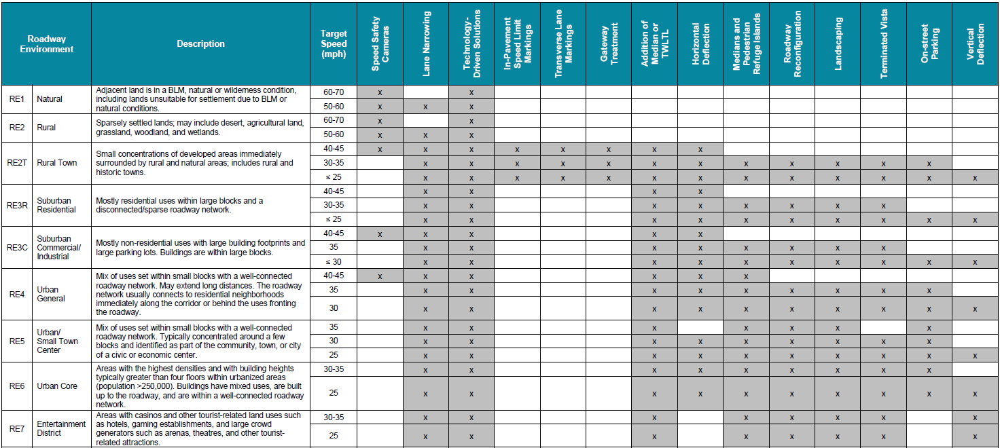 Roadway
Environment
Description
Target
Speed
(mph)
Speed Safety
Cameras
Lane Narrowing
Technology-
Driven Solutions
In-Pavement
Speed Limit
Markings
Transverse Lane
Markings
Gateway
Treatment
Addition of
Median or
TWLTL
Horizontal
Deflection
Medians and
Pedestrian
Refuge Islands
Roadway
Reconfiguration
Landscaping
Terminated Vista
On-street
Parking
Vertical
Deflection
RE1
Natural
Adjacent land is in a BLM, natural or wilderness condition,
including lands unsuitable for settlement due to BLM or
natural conditions.
60-70 x x
50-60 x x x
RE2
Rural
Sparsely settled lands; may include desert, agricultural land,
grassland, woodland, and wetlands.
60-70 x x
50-60 x x x
RE2T
Rural Town
Small concentrations of developed areas immediately
surrounded by rural and natural areas; includes rural and
historic towns.
40-45 x x x x x x x x
30-35 x x x x x x x x x x x x
≤ 25 x x x x x x x x x x x x x
RE3R
Suburban
Residential
Mostly residential uses within large blocks and a
disconnected/sparse roadway network.
40-45 x x x x
30-35 x x x x x x x x
≤ 25 x x x x x x x x x x
RE3C
Suburban
Commercial/
Industrial
Mostly non-residential uses with large building footprints and
large parking lots. Buildings are within large blocks.
40-45 x x x x x
35 x x x x x x x x
≤ 30 x x x x x x x x x x
RE4
Urban
General
Mix of uses set within small blocks with a well-connected
roadway network. May extend long distances. The roadway
network usually connects to residential neighborhoods
immediately along the corridor or behind the uses fronting
the roadway.
40-45 x x x x x x
35 x x x x x x x x x
30 x x x x x x x x x x
RE5
Urban/
Small Town
Center
Mix of uses set within small blocks with a well-connected
roadway network. Typically concentrated around a few
blocks and identified as part of the community, town, or city
of a civic or economic center.
35 x x x x x x x
30 x x x x x x x x x
25 x x x x x x x x x x
RE6
Urban Core
Areas with the highest densities and with building heights
typically greater than four floors within urbanized areas
(population >250,000). Buildings have mixed uses, are built
up to the roadway, and are within a well-connected roadway
network.
30-35 x x x x x x x x x
25 x x x x x x x x x x
RE7
Entertainment
District
Areas with casinos and other tourist-related land uses such
as hotels, gaming establishments, and large crowd
generators such as arenas, theatres, and other tourist-
related attractions.
30-35 x x x x x x x x
25 x x x x x x x x